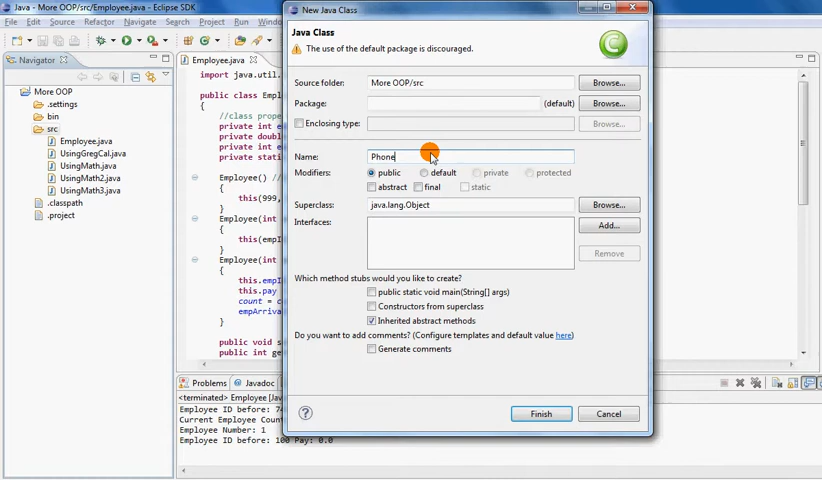 Java - More OOP/src/Employee.java - Eclipse SDK
File Edit Source Refactor Navigate Search Project
Navigator
More OOP
.settings
bin
src
Employee.java
UsingGregCal.java
UsingMath.java
UsingMath2.java
UsingMath3.java
.classpath
.project
Employee.java
import java.util.
public class Empl
{
//class proper
private int e
private doubl
private int e
private stati
Employee() //
{
this(999,
}
Employee(int
{
this(empI
}
Employee(int
{
this.empI
this.pay
count = c
empArriva
}
public void s
public int ge
New Java Class
Java Class
The use of the default package is discouraged.
Source folder: More OOP/src Browse...
Package: (default) Browse...
Enclosing type: Browse...
Name: Phone
Modifiers: public default private protected
abstract final static
Superclass: java.lang.Object Browse...
Interfaces: Add...
Remove
Which method stubs would you like to create?
public static void main(String[] args)
Constructors from superclass
Inherited abstract methods
Do you want to add comments? (Configure templates and default value here)
Generate comments
Finish Cancel
Problems Javadoc
<terminated> Employee [Jav
Employee ID before: 74
Current Employee Count
Employee Number: 1
Employee ID before: 100 Pay: 0.0